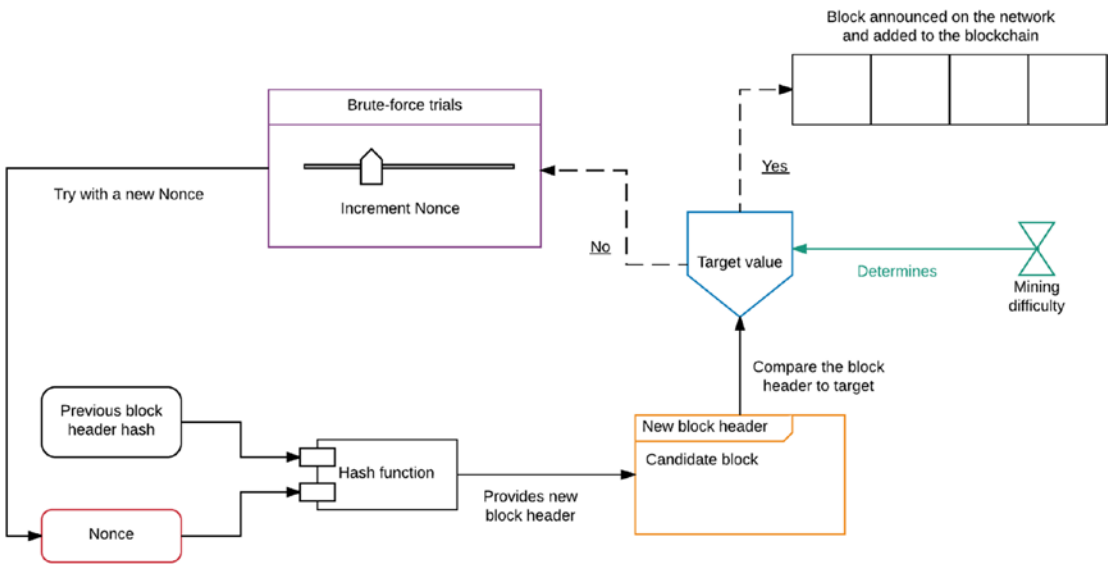 Block announced on the network
and added to the blockchain
Brute-force trials
Increment Nonce
Try with a new Nonce
Yes
No
Target value
Determines
Mining
difficulty
Compare the block
header to target
Previous block
header hash
Nonce
Hash function
Provides new
block header
New block header
Candidate block